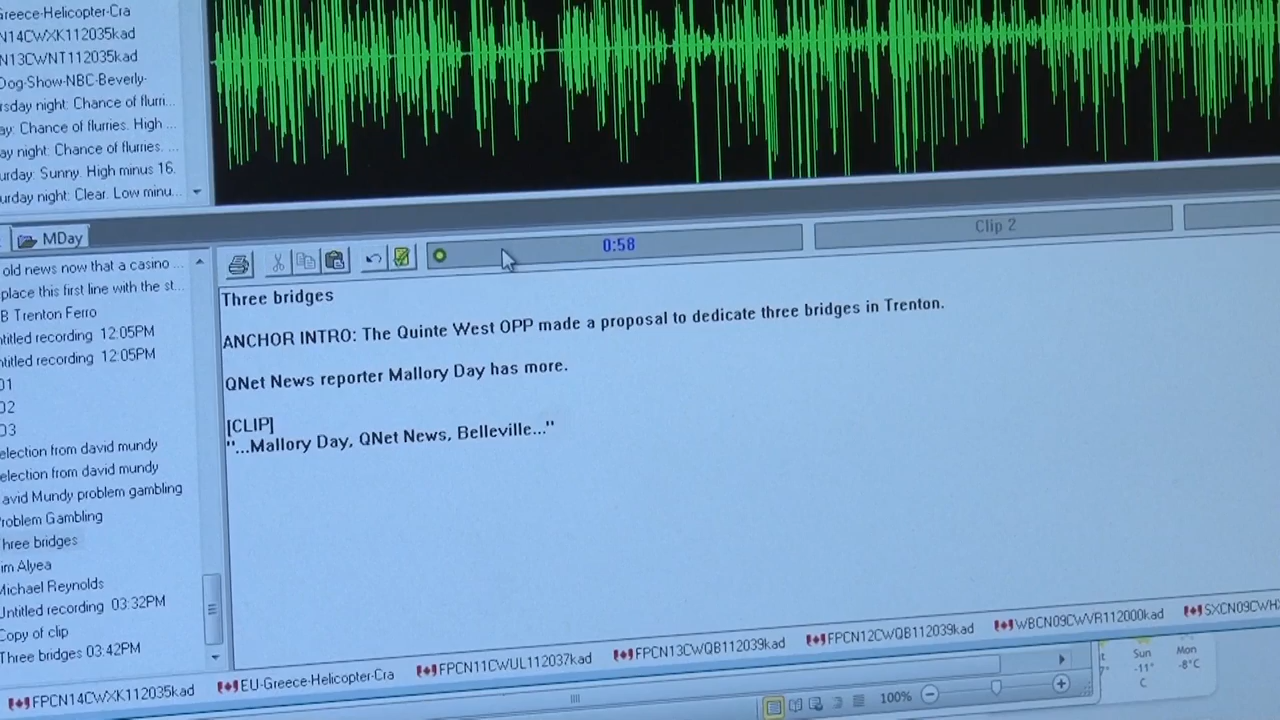 Greece-Helicopter-Cra
N14CWXK112035kad
N13CWNT112035kad
Dog-Show-NBC-Beverly-
rsday night: Chance of flurri...
ay: Chance of flurries. High ...
ay night: Chance of flurries. ...
urday: Sunny. High minus 16.
urday night: Clear. Low minu...
MDay
0:58
Clip 2
old news now that a casino ...
place this first line with the st...
B Trenton Ferro
ntitled recording 12:05PM
ntitled recording 12:05PM
01
02
03
election from david mundy
election from david mundy
avid Mundy problem gambling
roblem Gambling
hree bridges
im Alyea
Michael Reynolds
Untitled recording 03:32PM
Copy of clip
Three bridges 03:42PM
Three bridges
ANCHOR INTRO: The Quinte West OPP made a proposal to dedicate three bridges in Trenton.
QNet News reporter Mallory Day has more.
[CLIP]
"...Mallory Day, QNet News, Belleville..."
FPCN14CWXK112035kad EU-Greece-Helicopter-Cra FPCN11CWUL112037kad FPCN13CWQB112039kad FPCN12CWQB112039kad WBCN09CWVR112000kad SXCN09CWH
Sun Mon
-11° -8°C
C
100%